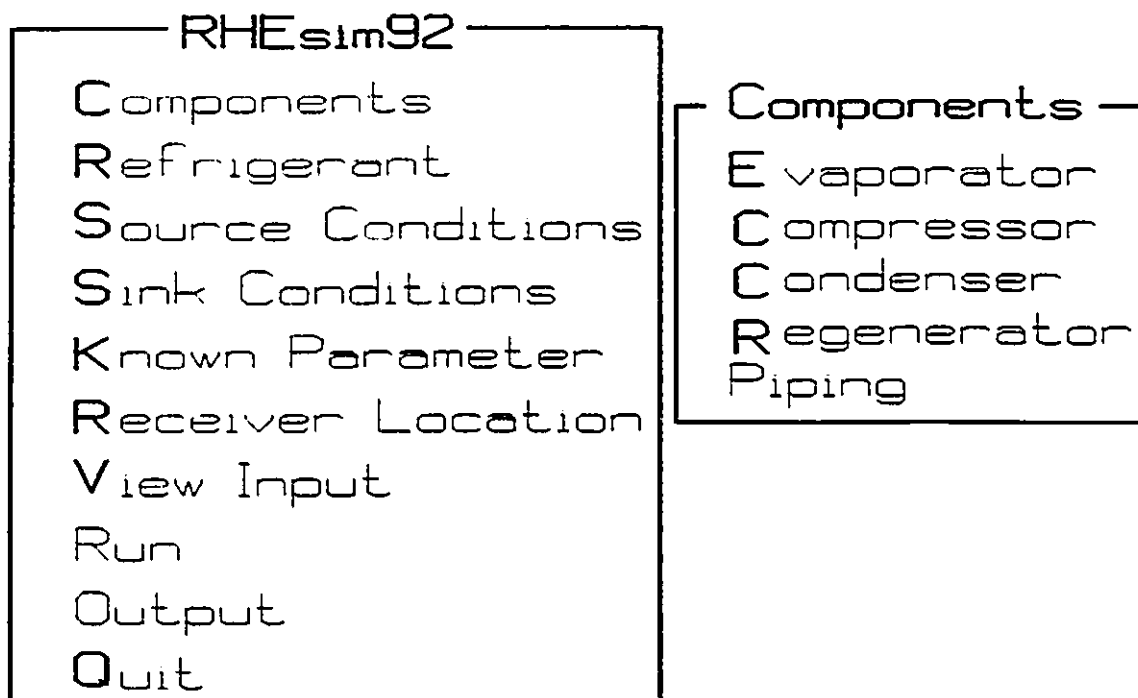 RHEsim92
Components
Refrigerant
Source Conditions
Sink Conditions
Known Parameter
Receiver Location
View Input
Run
Output
Quit
Components
Evaporator
Compressor
Condenser
Regenerator
Piping